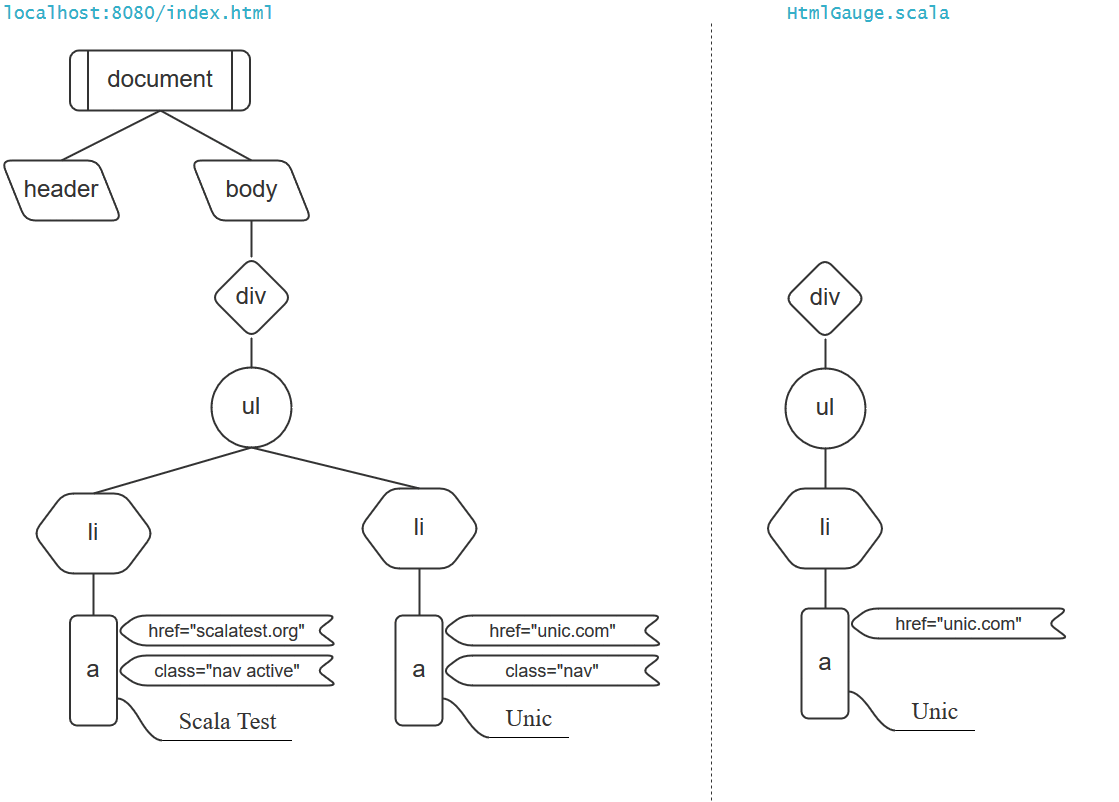 localhost:8080/index.html
HtmlGauge.scala
document
header
body
div
div
ul
ul
li
li
li
a
href="scalatest.org"
class="nav active"
Scala Test
a
href="unic.com"
class="nav"
Unic
a
href="unic.com"
Unic